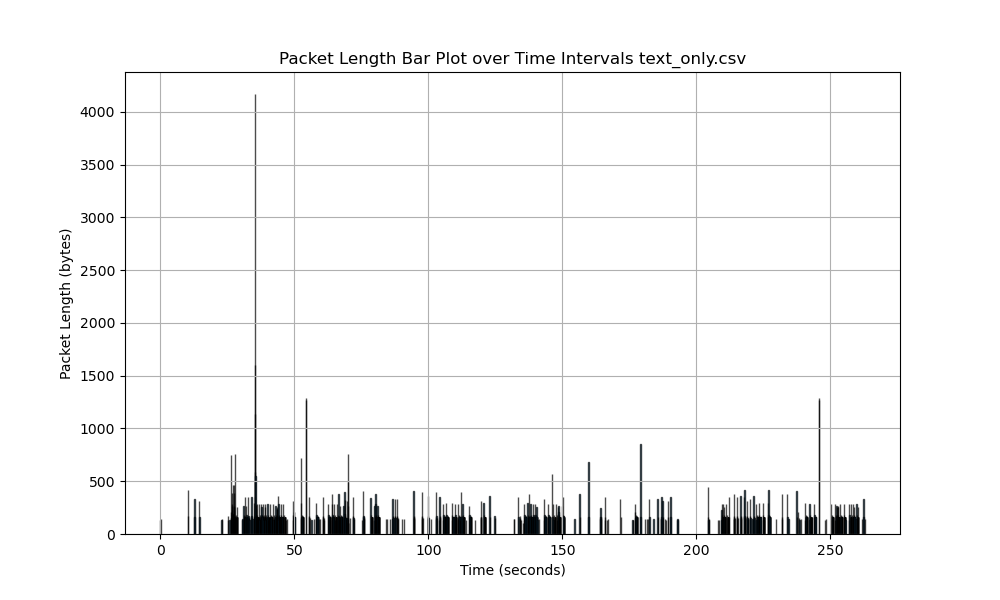 Packet Length Bar Plot over Time Intervals text_only.csv
Packet Length (bytes)
4000
3500
3000
2500
2000
1500
1000
500
0
0 50 100 150 200 250
Time (seconds)